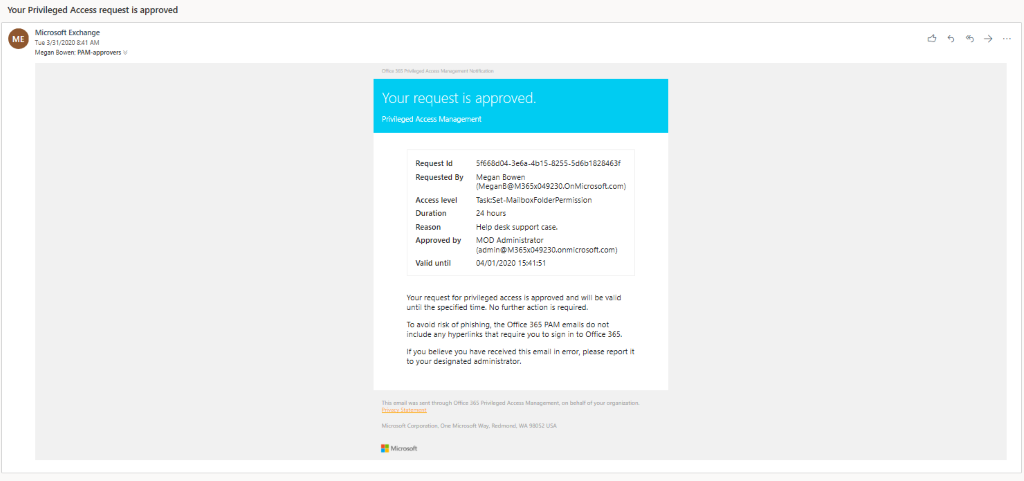 Your Privileged Access request is approved
ME
Microsoft Exchange
Tue 3/31/2020 8:41 AM
Megan Bowen; PAM-approvers
Office 365 Privileged Access Management Notification
Your request is approved.
Privileged Access Management
Request Id 5f668d04-3e6a-4b15-8255-5d6b1828463f
Requested By Megan Bowen
(MeganB@M365x049230.OnMicrosoft.com)
Access level Task:Set-MailboxFolderPermission
Duration 24 hours
Reason Help desk support case.
Approved by MOD Administrator
(admin@M365x049230.onmicrosoft.com)
Valid until 04/01/2020 15:41:51
Your request for privileged access is approved and will be valid
until the specified time. No further action is required.
To avoid risk of phishing, the Office 365 PAM emails do not
include any hyperlinks that require you to sign in to Office 365.
If you believe you have received this email in error, please report it
to your designated administrator.
This email was sent through Office 365 Privileged Access Management, on behalf of your organization.
Privacy Statement
Microsoft Corporation, One Microsoft Way, Redmond, WA 98052 USA
Microsoft